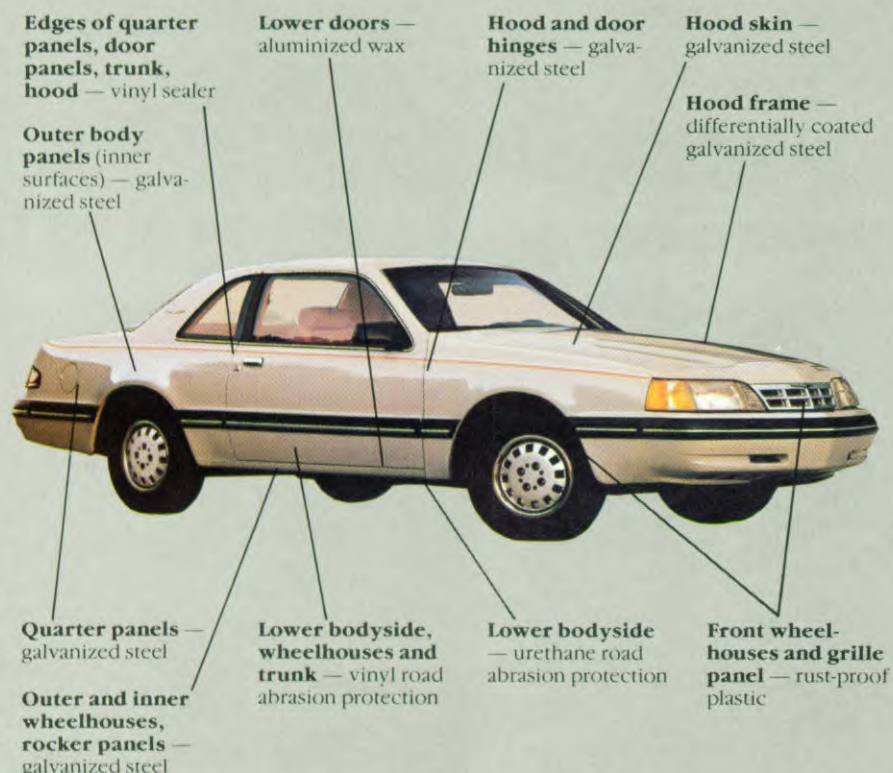 Edges of quarter
panels, door
panels, trunk,
hood — vinyl sealer
Lower doors —
aluminized wax
Hood and door
hinges — galva-
nized steel
Hood skin —
galvanized steel
Hood frame —
differentially coated
galvanized steel
Outer body
panels (inner
surfaces) — galva-
nized steel
Quarter panels —
galvanized steel
Outer and inner
wheelhouses,
rocker panels —
galvanized steel
Lower bodyside,
wheelhouses and
trunk — vinyl road
abrasion protection
Lower bodyside
— urethane road
abrasion protection
Front wheel-
houses and grille
panel — rust-proof
plastic